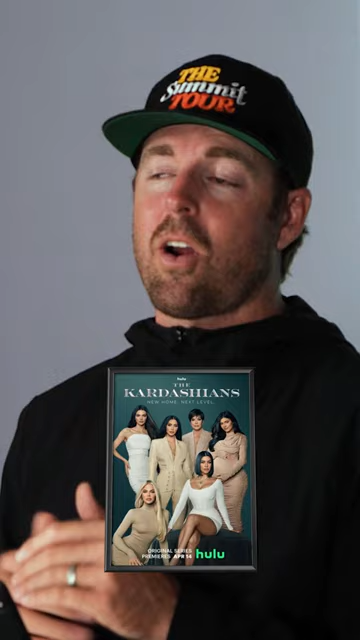 THE
Summit
TOUR
hulu
THE
KARDASHIANS
NEW HOME. NEXT LEVEL.
ORIGINAL SERIES
PREMIERES APR 14
hulu